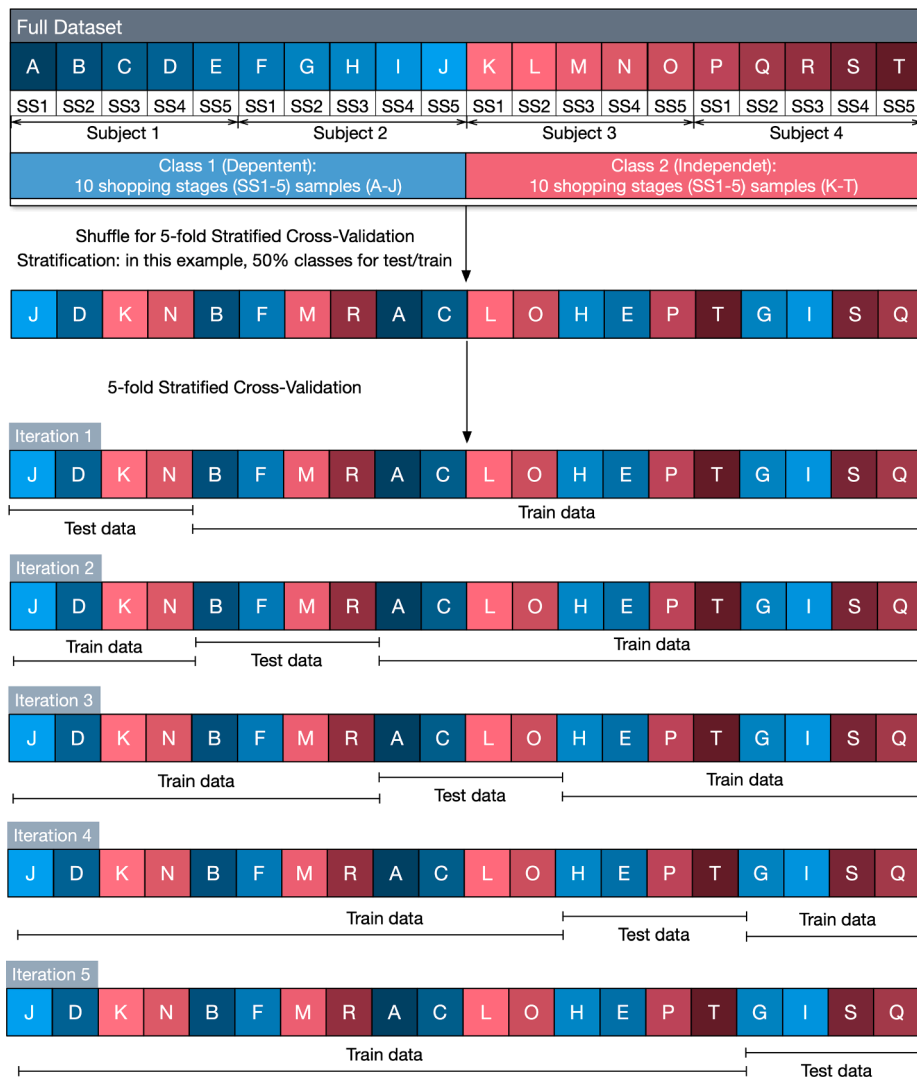 Full Dataset
A B C D E F G H I J K L M N O P Q R S T
SS1 SS2 SS3 SS4 SS5 SS1 SS2 SS3 SS4 SS5 SS1 SS2 SS3 SS4 SS5 SS1 SS2 SS3 SS4 SS5
Subject 1 Subject 2 Subject 3 Subject 4
Class 1 (Depentent): Class 2 (Independet):
10 shopping stages (SS1-5) samples (A-J) 10 shopping stages (SS1-5) samples (K-T)
Shuffle for 5-fold Stratified Cross-Validation
Stratification: in this example, 50% classes for test/train
J D K N B F M R A C L O H E P T G I S Q
5-fold Stratified Cross-Validation
Iteration 1
J D K N B F M R A C L O H E P T G I S Q
Test data Train data
Iteration 2
J D K N B F M R A C L O H E P T G I S Q
Train data Test data Train data
Iteration 3
J D K N B F M R A C L O H E P T G I S Q
Train data Test data Train data
Iteration 4
J D K N B F M R A C L O H E P T G I S Q
Train data Test data Train data
Iteration 5
J D K N B F M R A C L O H E P T G I S Q
Train data Test data